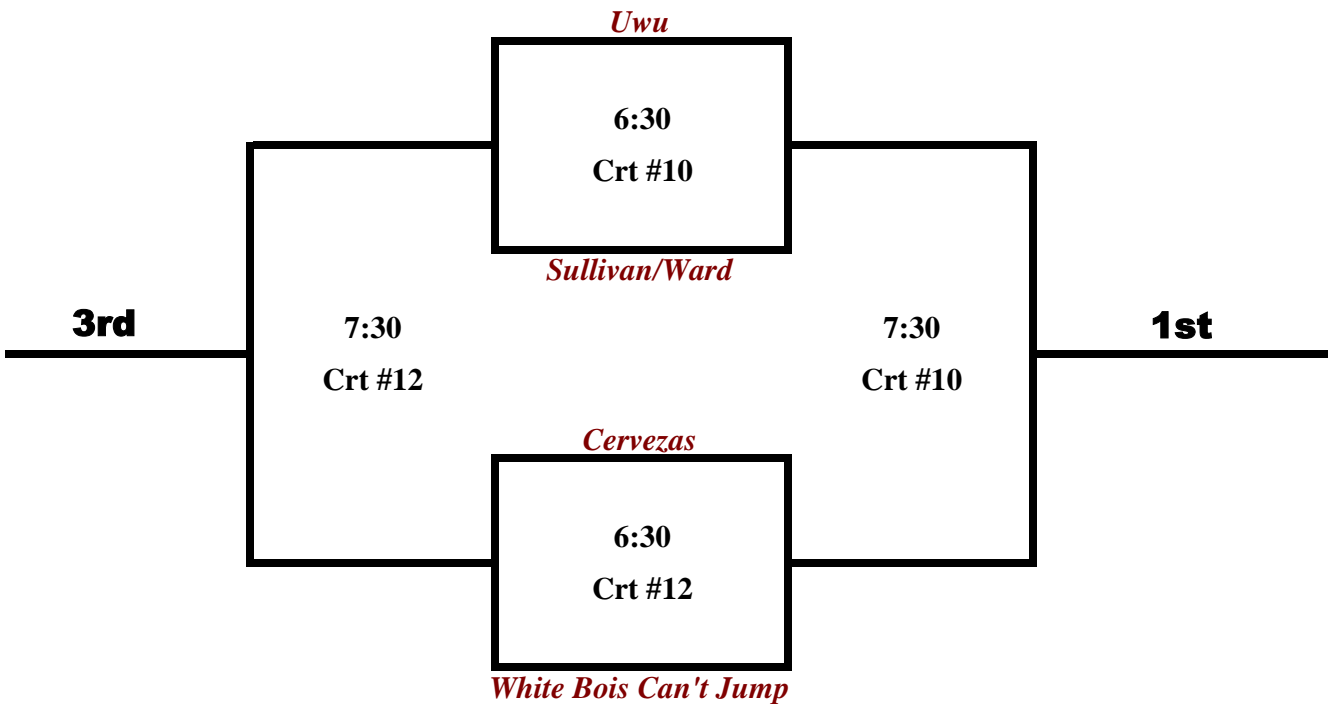 Uwu
6:30
Crt #10
Sullivan/Ward
3rd
7:30
Crt #12
7:30
Crt #10
1st
Cervezas
6:30
Crt #12
White Bois Can't Jump